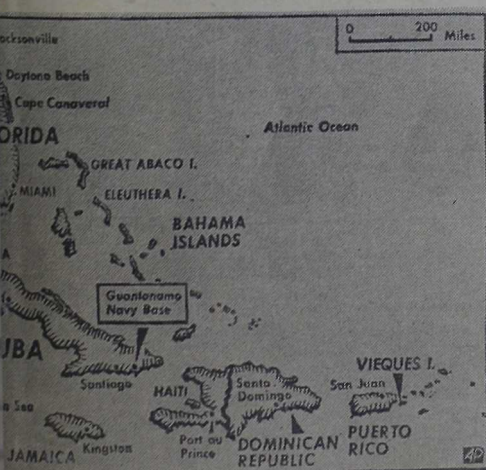 0 200 Miles
ocksonville
Daytona Beach
Cape Canaveral
ORIDA
Atlantic Ocean
GREAT ABACO I.
MIAMI
ELEUTHERA I.
BAHAMA
ISLANDS
A
Guantanamo
Navy Base
UBA
VIEQUES I.
Santiago
HAITI
Santo
Domingo
San Juan
Sea
Port au
Prince
DOMINICAN
REPUBLIC
PUERTO
RICO
JAMAICA
Kingston
AP